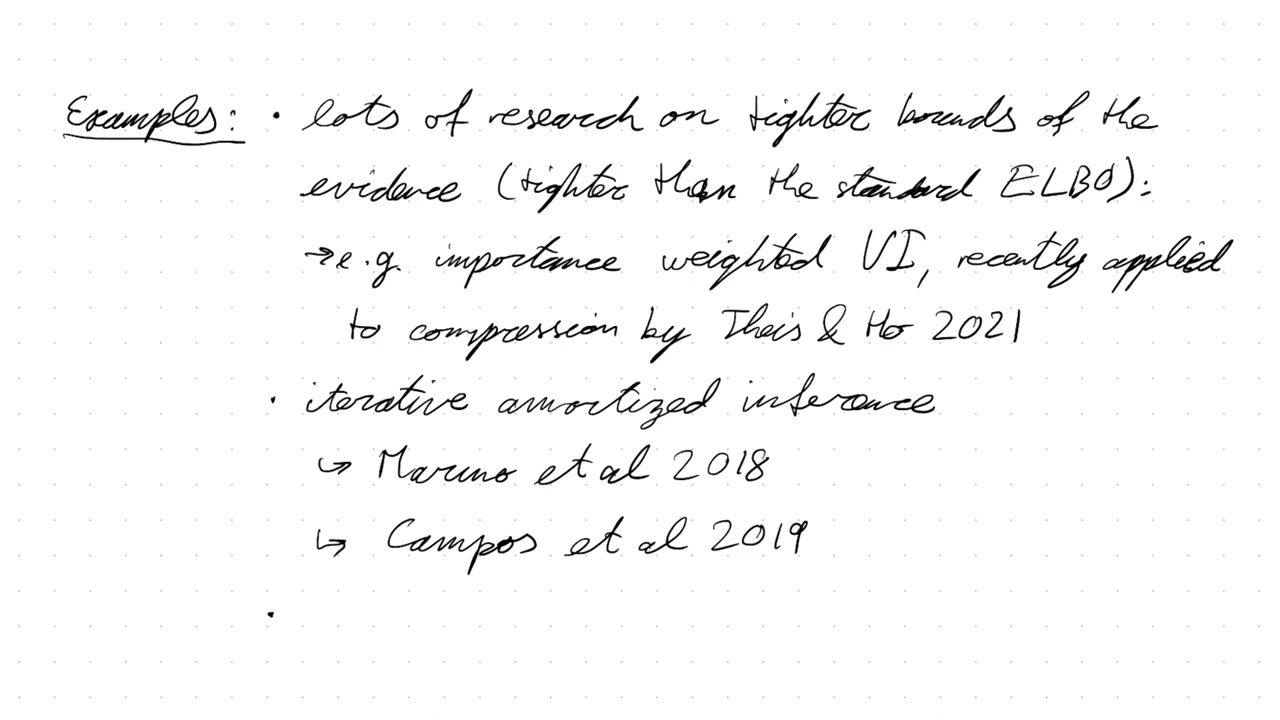 Examples: · lots of research on tighter bounds of the
evidence (tighter than the standard ELBO):
→ e.g. importance weighted VI, recently applied
to compression by Theis & Ho 2021
· iterative amortized inference
↳ Marino et al 2018
↳ Campos et al 2019
·